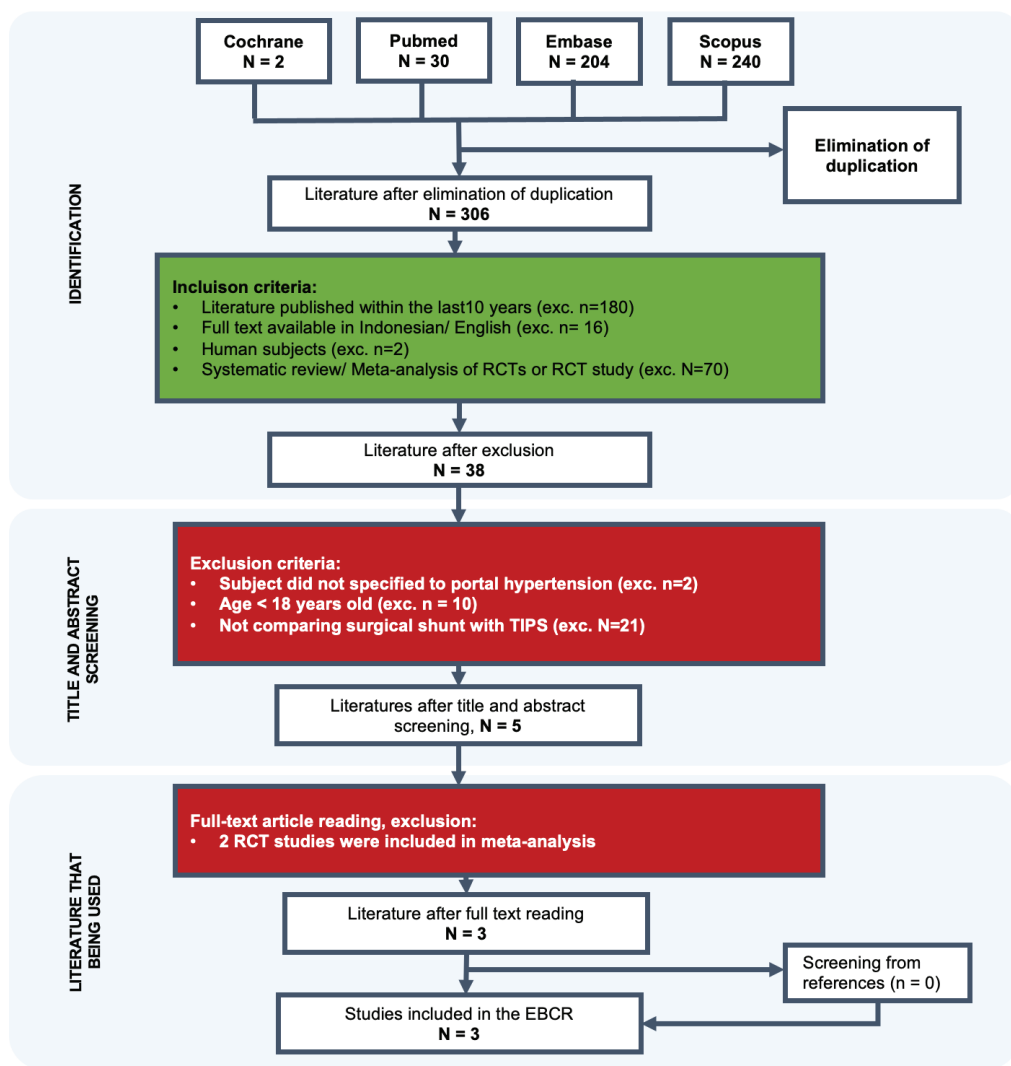 Cochrane
N = 2
Pubmed
N = 30
Embase
N = 204
Scopus
N = 240
Elimination of
duplication
IDENTIFICATION
Literature after elimination of duplication
N = 306
Incluison criteria:
• Literature published within the last10 years (exc. n=180)
• Full text available in Indonesian/ English (exc. n= 16)
• Human subjects (exc. n=2)
• Systematic review/ Meta-analysis of RCTs or RCT study (exc. N=70)
Literature after exclusion
N = 38
TITLE AND ABSTRACT
SCREENING
Exclusion criteria:
• Subject did not specified to portal hypertension (exc. n=2)
• Age < 18 years old (exc. n = 10)
• Not comparing surgical shunt with TIPS (exc. N=21)
Literatures after title and abstract
screening, N = 5
LITERATURE THAT
BEING USED
Full-text article reading, exclusion:
• 2 RCT studies were included in meta-analysis
Literature after full text reading
N = 3
Screening from
references (n = 0)
Studies included in the EBCR
N = 3